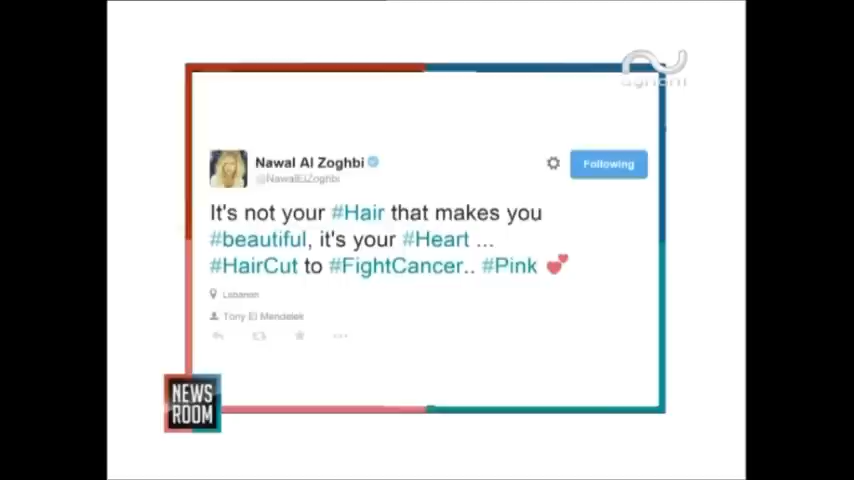 aghani
Nawal Al Zoghbi
@NawalElZoghbi
Following
It's not your #Hair that makes you
#beautiful, it's your #Heart ...
#HairCut to #FightCancer.. #Pink 💕
Lebanon
Tony El Mendelek
NEWS
ROOM